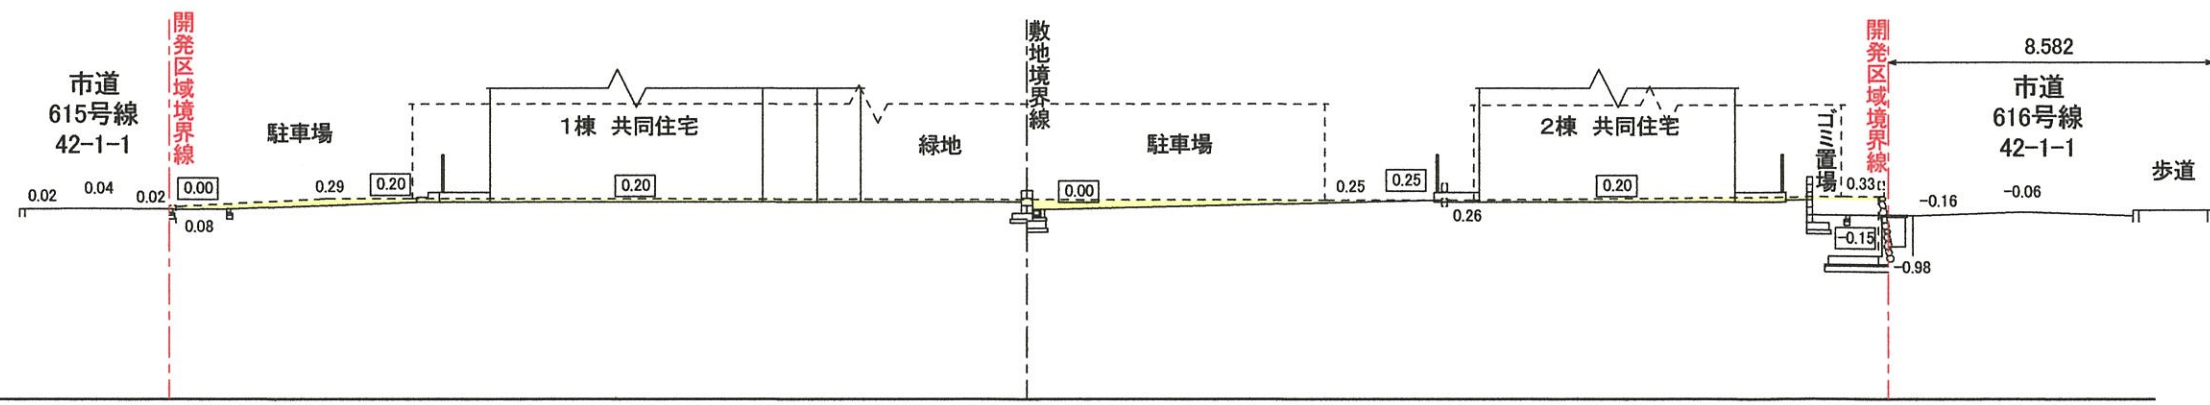 市道
615号線
42-1-1
開発区域境界線
駐車場
1棟 共同住宅
緑地
敷地境界線
駐車場
2棟 共同住宅
ゴミ置場
開発区域境界線
8.582
市道
616号線
42-1-1
歩道
0.02
0.04
0.02
0.00
0.08
0.29
0.20
0.20
0.00
0.25
0.25
0.26
0.20
0.33
-0.15
-0.98
-0.16
-0.06